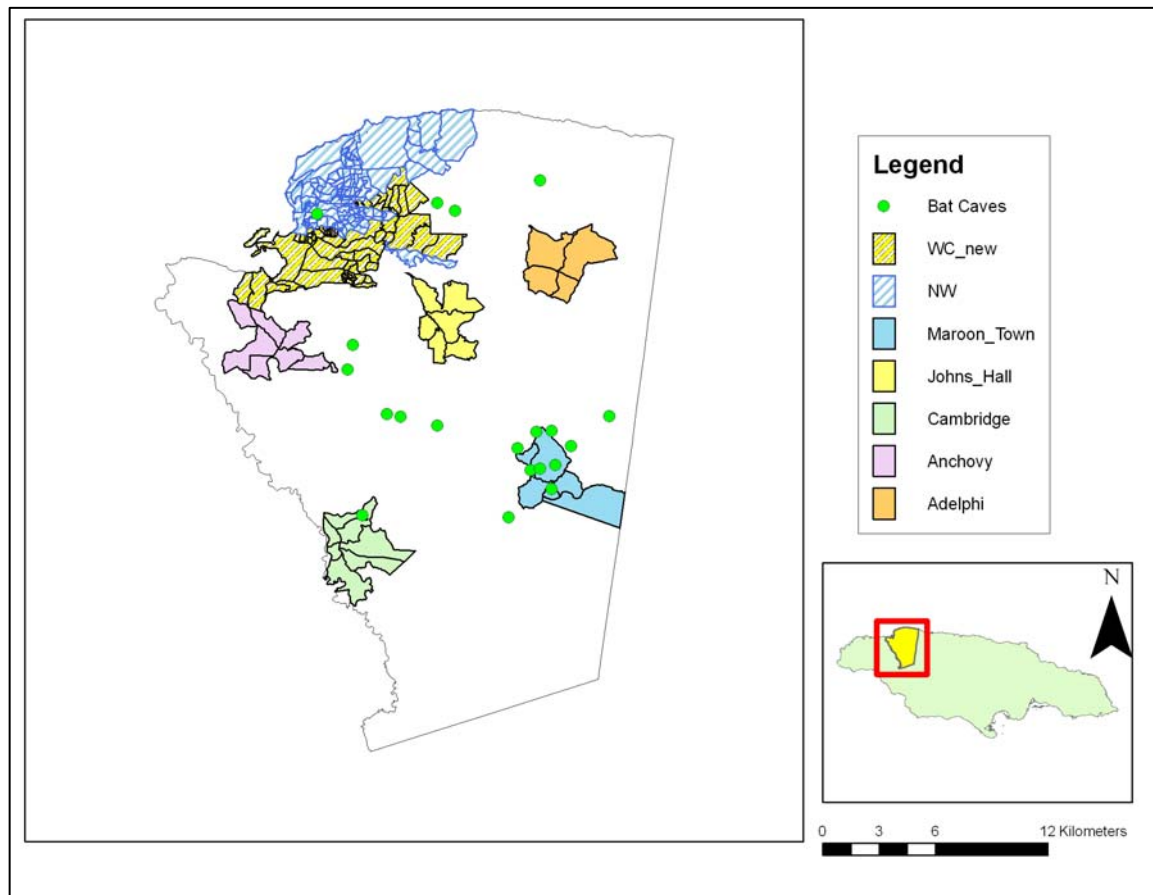 Legend
Bat Caves
WC_new
NW
Maroon_Town
Johns_Hall
Cambridge
Anchovy
Adelphi
N
0 3 6 12 Kilometers